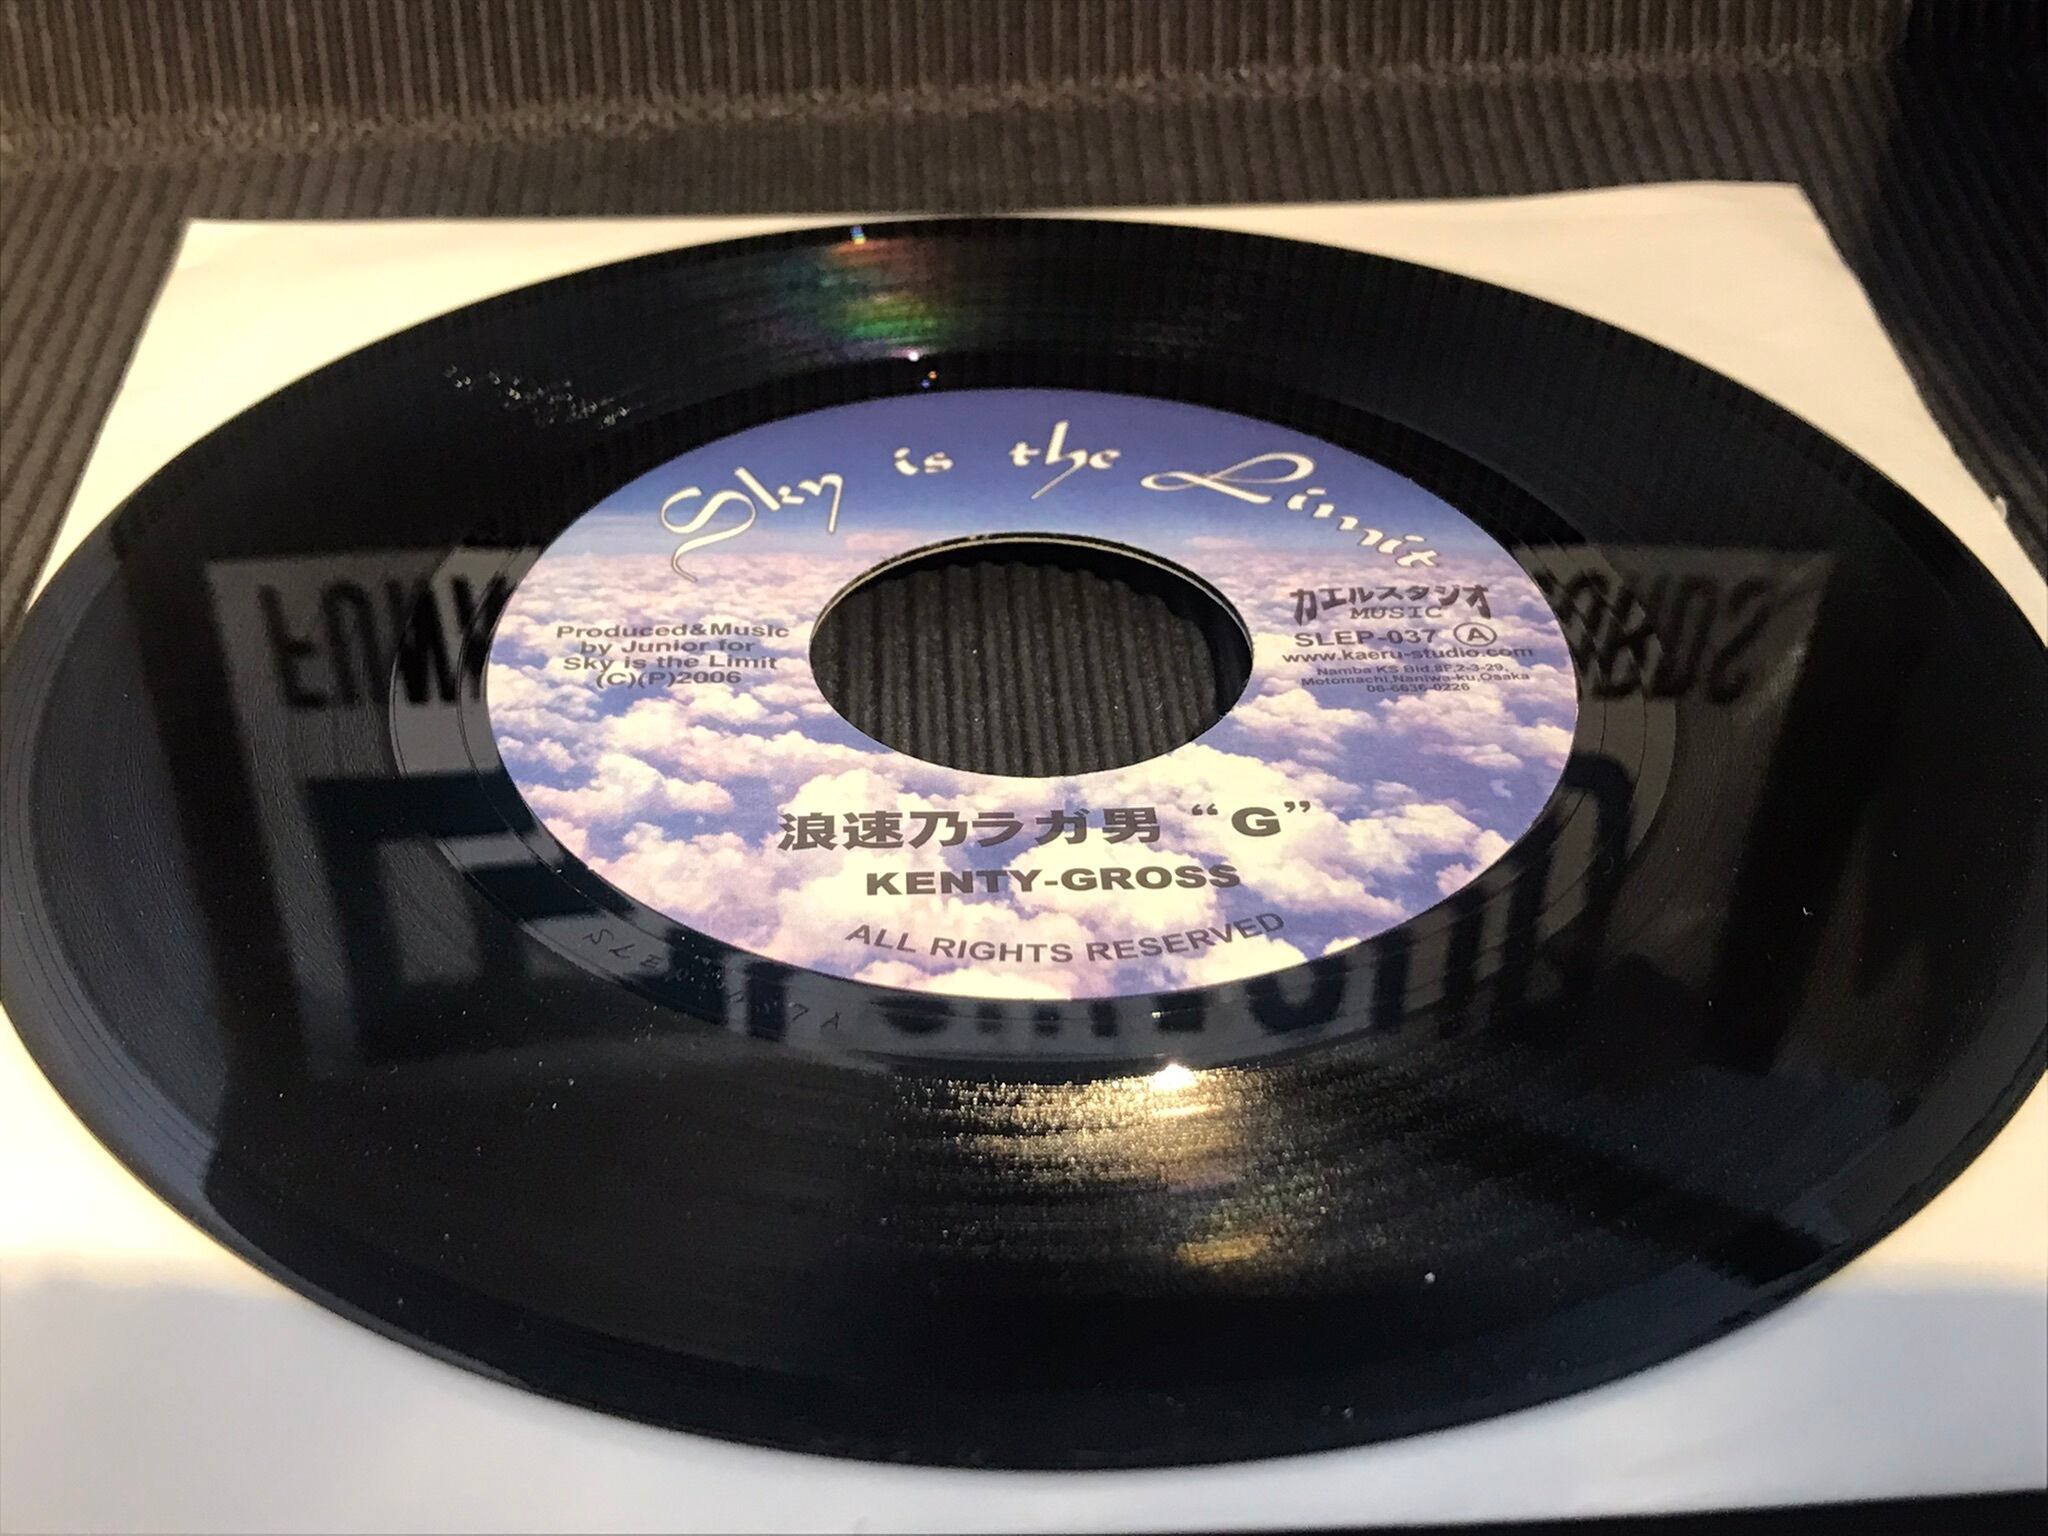 Sky is the Limit
Produced&Music
by Junior for
Sky is the Limit
(C)(P)2006
カエルスタジオ
MUSIC
SLEP-037 A
www.kaeru-studio.com
Namba KS Bld.8F,2-3-29,
Motomachi,Naniwa-ku,Osaka
06-6636-0226
浪速乃ラガ男 “G”
KENTY-GROSS
ALL RIGHTS RESERVED